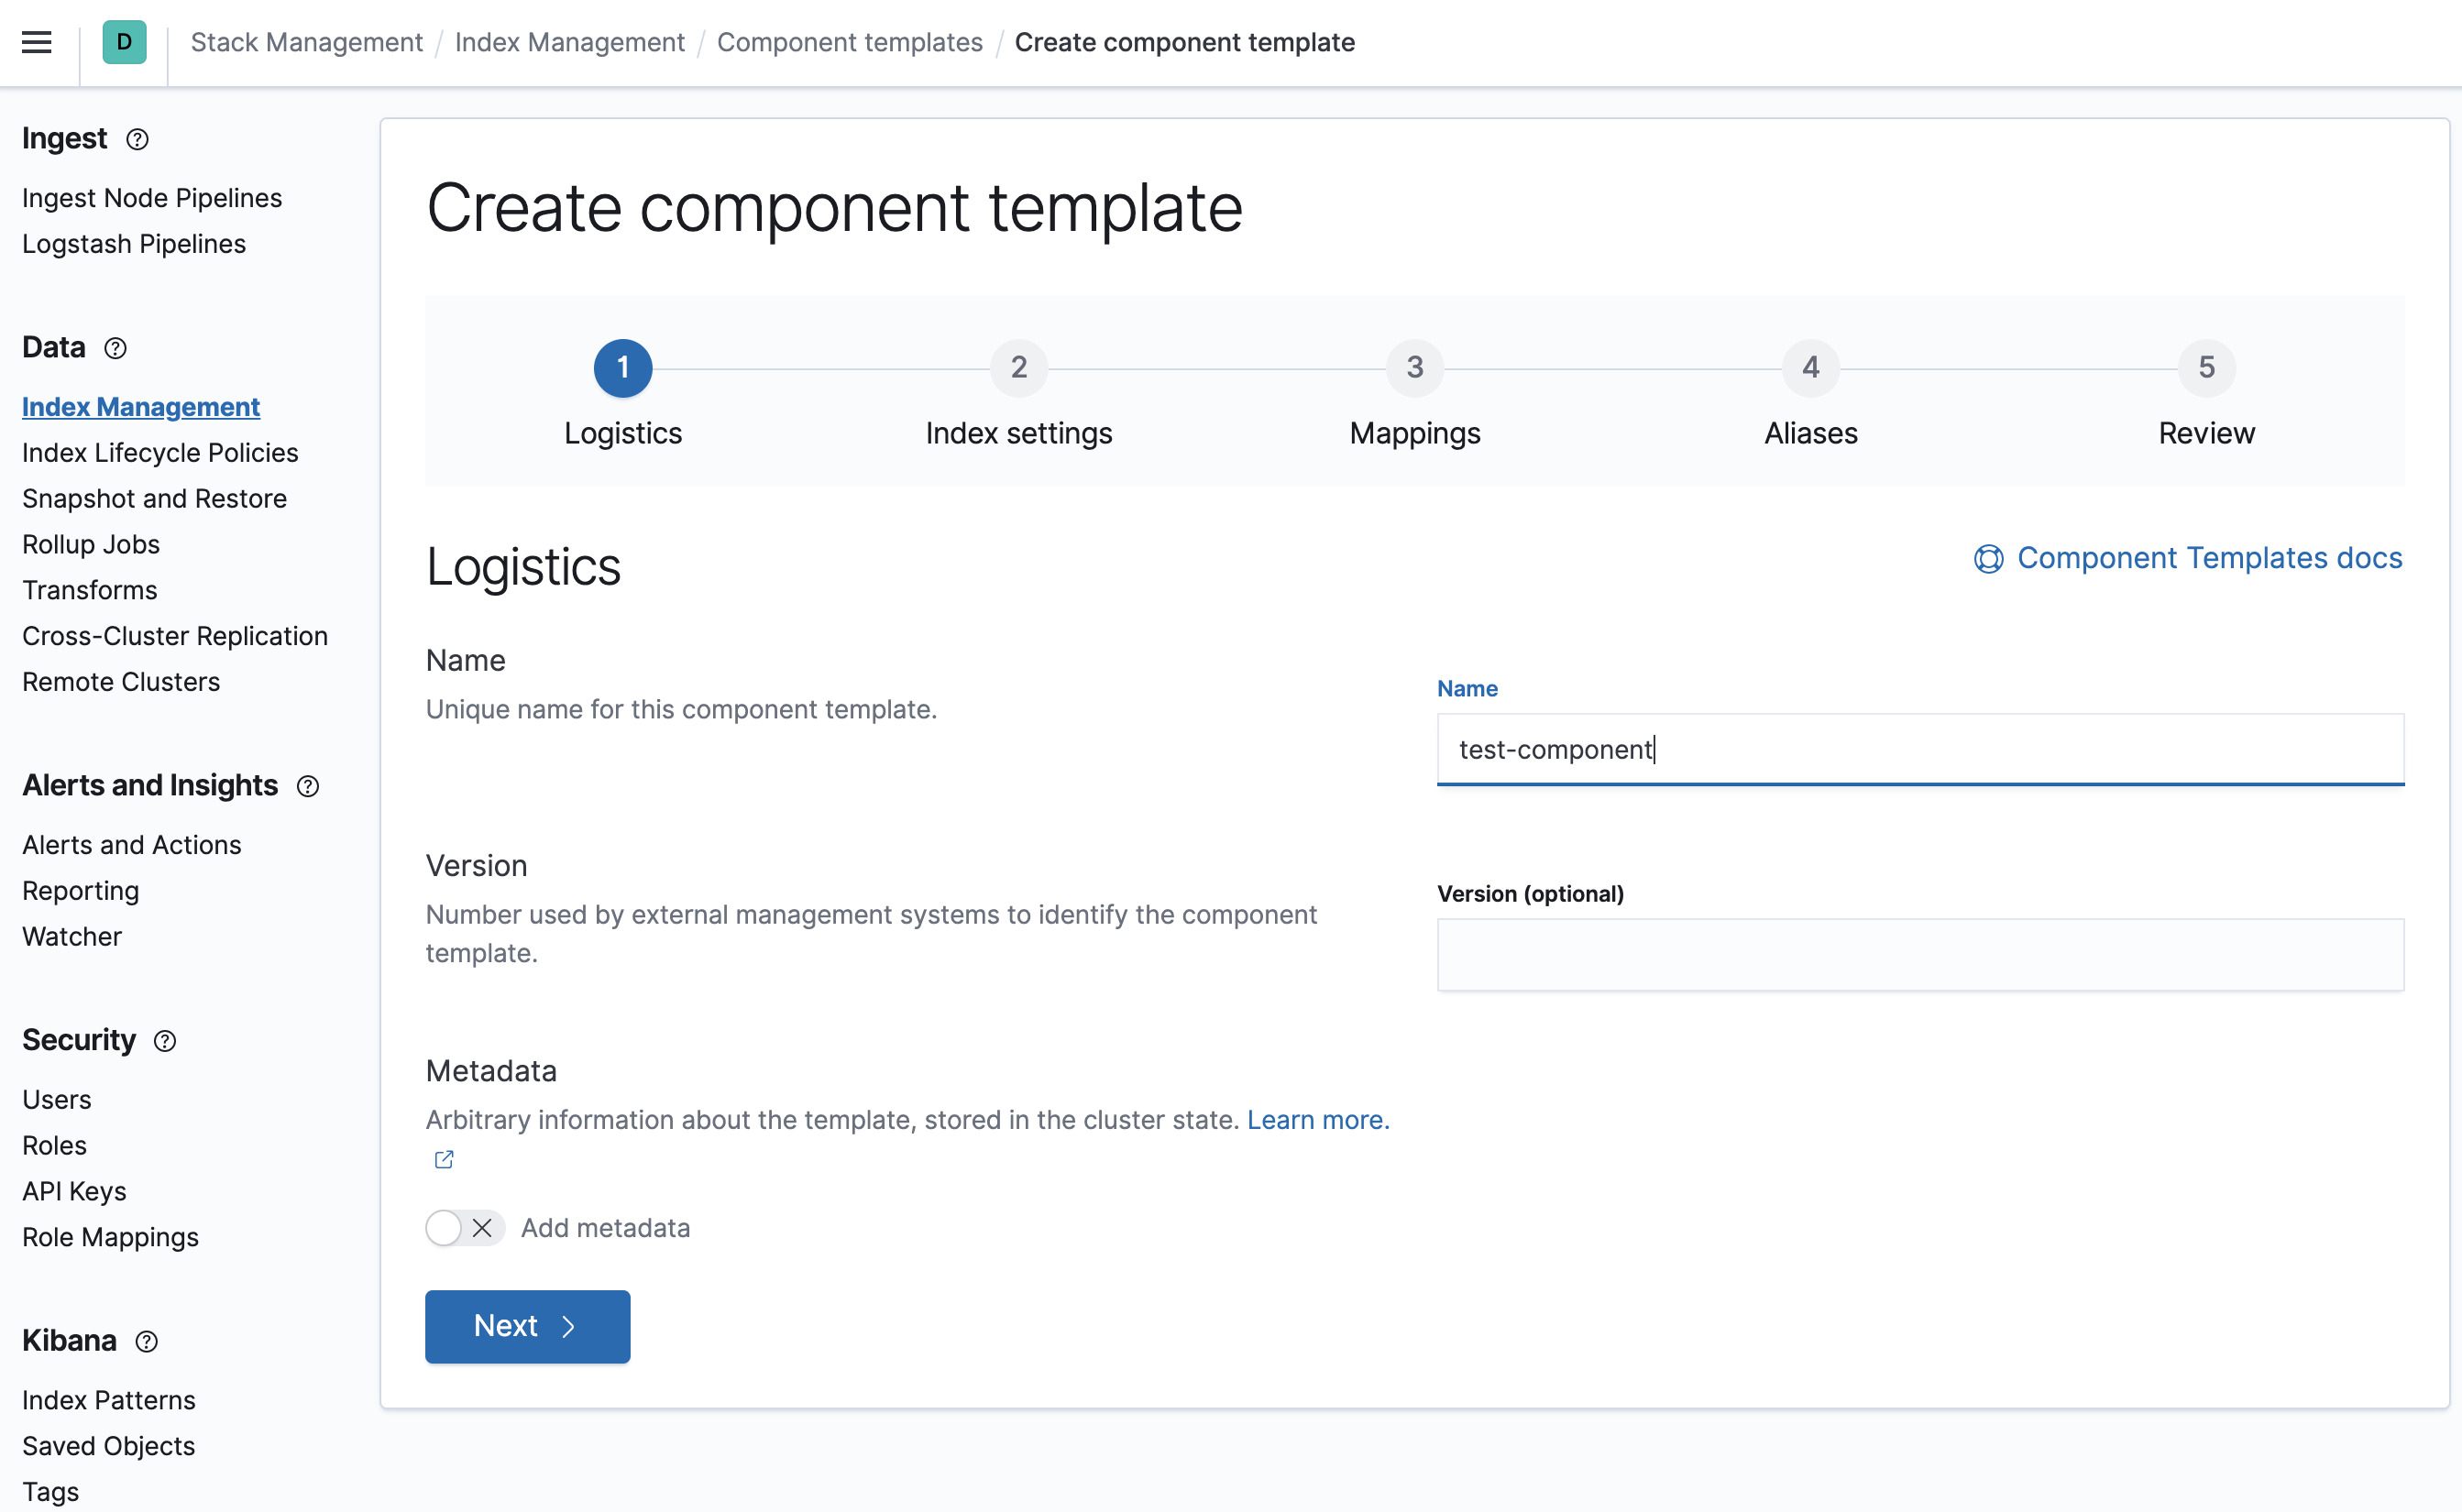 D Stack Management / Index Management / Component templates / Create component template
Ingest
Ingest Node Pipelines
Logstash Pipelines
Data
Index Management
Index Lifecycle Policies
Snapshot and Restore
Rollup Jobs
Transforms
Cross-Cluster Replication
Remote Clusters
Alerts and Insights
Alerts and Actions
Reporting
Watcher
Security
Users
Roles
API Keys
Role Mappings
Kibana
Index Patterns
Saved Objects
Tags
Create component template
1 2 3 4 5
Logistics Index settings Mappings Aliases Review
Logistics
Component Templates docs
Name
Unique name for this component template.
Name
test-component
Version
Number used by external management systems to identify the component
template.
Version (optional)
Metadata
Arbitrary information about the template, stored in the cluster state. Learn more.
Add metadata
Next